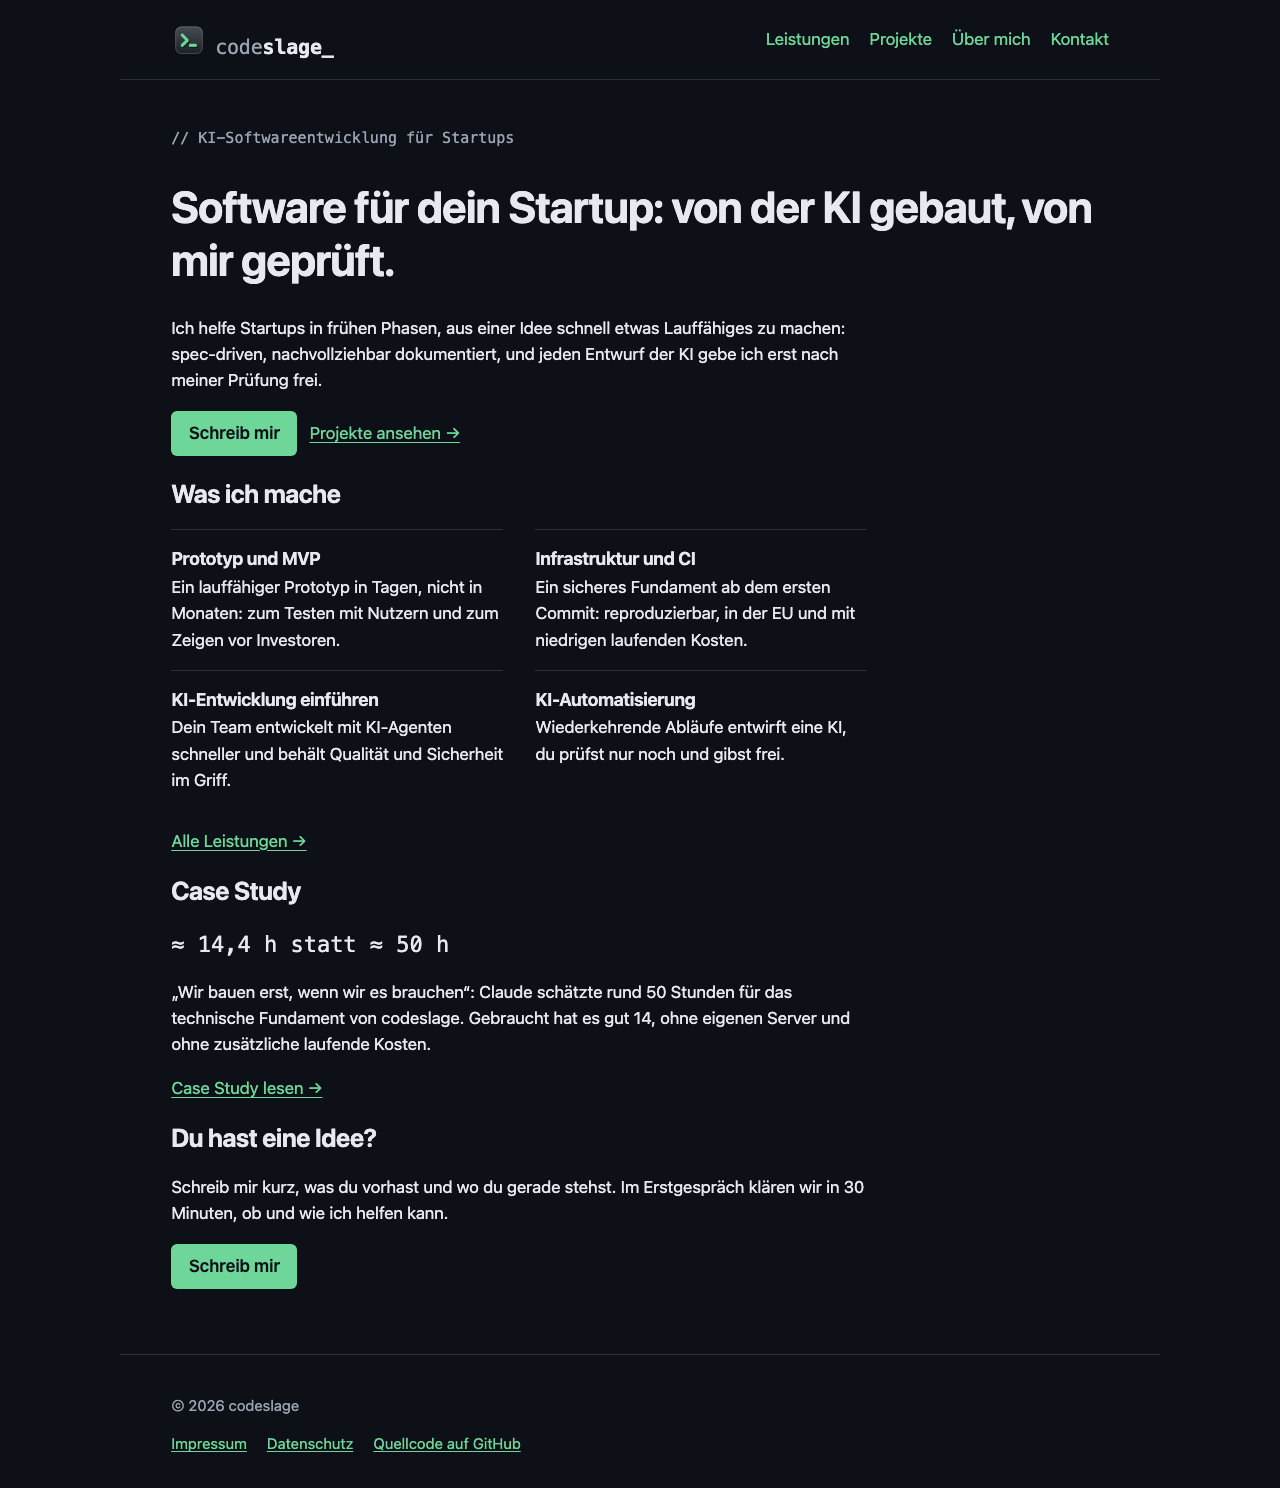 codeslage_
Leistungen Projekte Über mich Kontakt
// KI-Softwareentwicklung für Startups
Software für dein Startup: von der KI gebaut, von
mir geprüft.
Ich helfe Startups in frühen Phasen, aus einer Idee schnell etwas Lauffähiges zu machen:
spec-driven, nachvollziehbar dokumentiert, und jeden Entwurf der KI gebe ich erst nach
meiner Prüfung frei.
Schreib mir Projekte ansehen →
Was ich mache
Prototyp und MVP
Ein lauffähiger Prototyp in Tagen, nicht in
Monaten: zum Testen mit Nutzern und zum
Zeigen vor Investoren.
Infrastruktur und CI
Ein sicheres Fundament ab dem ersten
Commit: reproduzierbar, in der EU und mit
niedrigen laufenden Kosten.
KI-Entwicklung einführen
Dein Team entwickelt mit KI-Agenten
schneller und behält Qualität und Sicherheit
im Griff.
KI-Automatisierung
Wiederkehrende Abläufe entwirft eine KI,
du prüfst nur noch und gibst frei.
Alle Leistungen →
Case Study
≈ 14,4 h statt ≈ 50 h
„Wir bauen erst, wenn wir es brauchen“: Claude schätzte rund 50 Stunden für das
technische Fundament von codeslage. Gebraucht hat es gut 14, ohne eigenen Server und
ohne zusätzliche laufende Kosten.
Case Study lesen →
Du hast eine Idee?
Schreib mir kurz, was du vorhast und wo du gerade stehst. Im Erstgespräch klären wir in 30
Minuten, ob und wie ich helfen kann.
Schreib mir
© 2026 codeslage
Impressum Datenschutz Quellcode auf GitHub